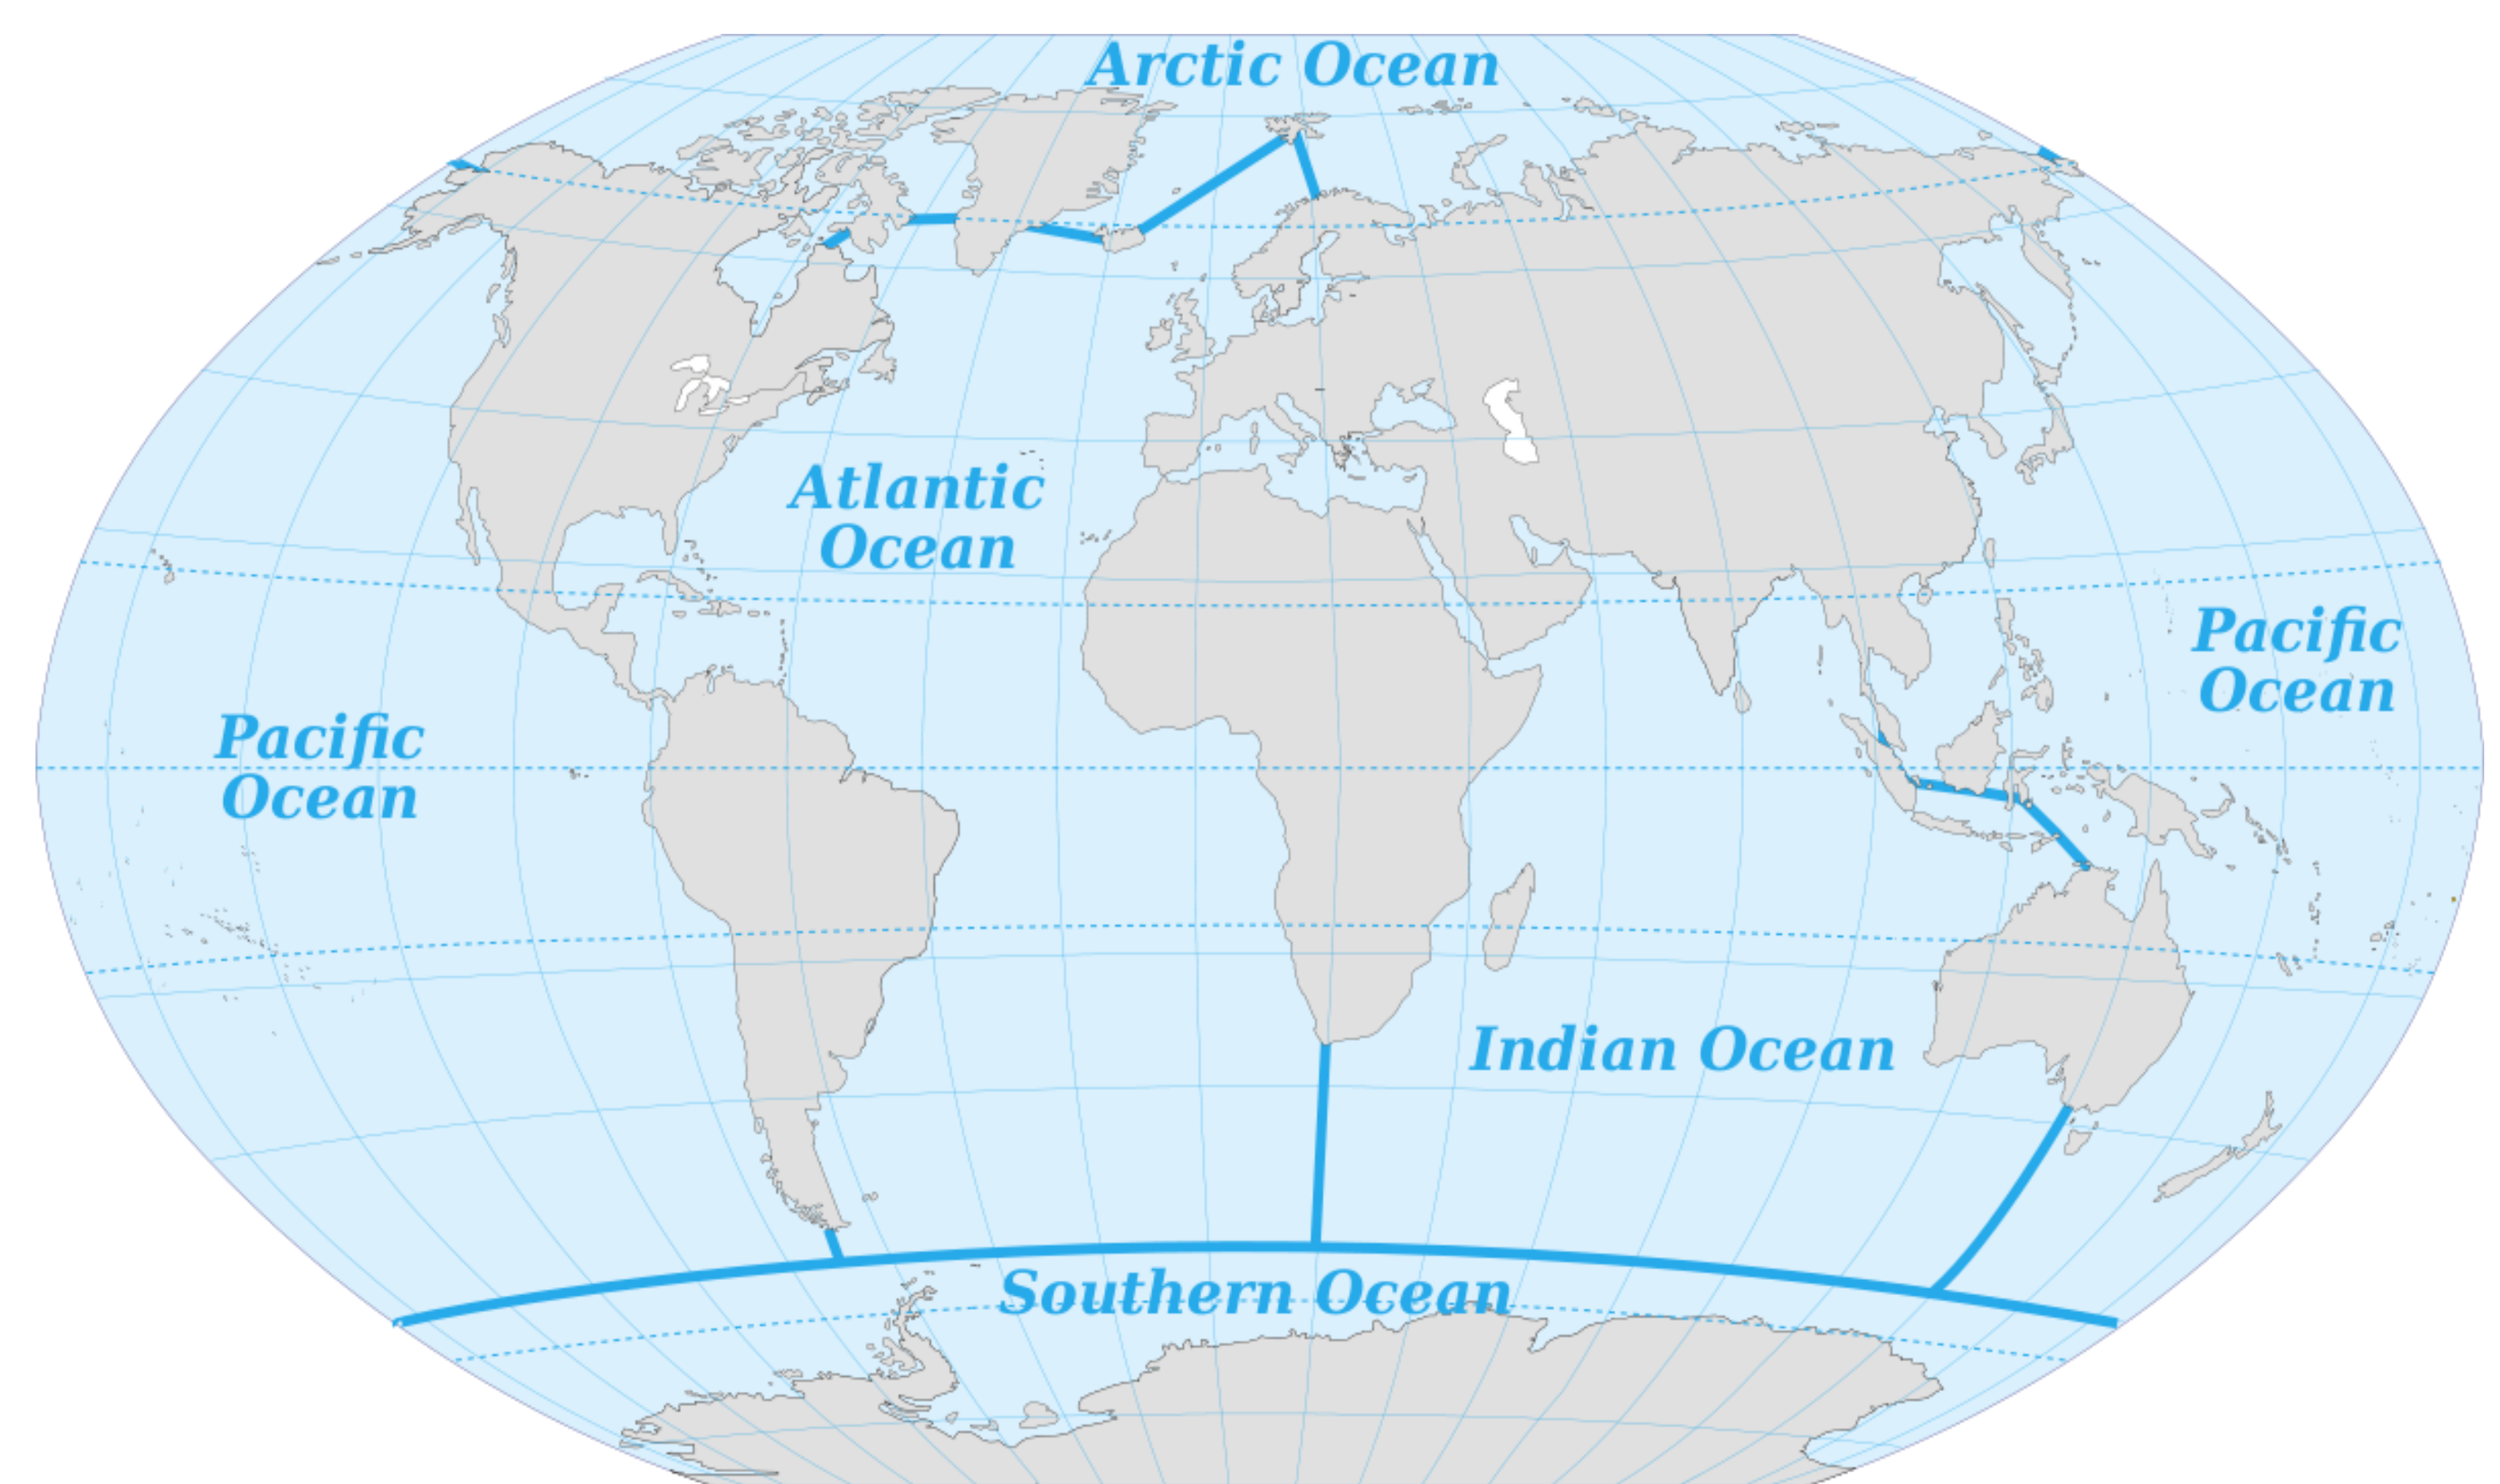 Arctic Ocean
Atlantic
Ocean
Pacific
Ocean
Pacific
Ocean
Indian Ocean
Southern Ocean